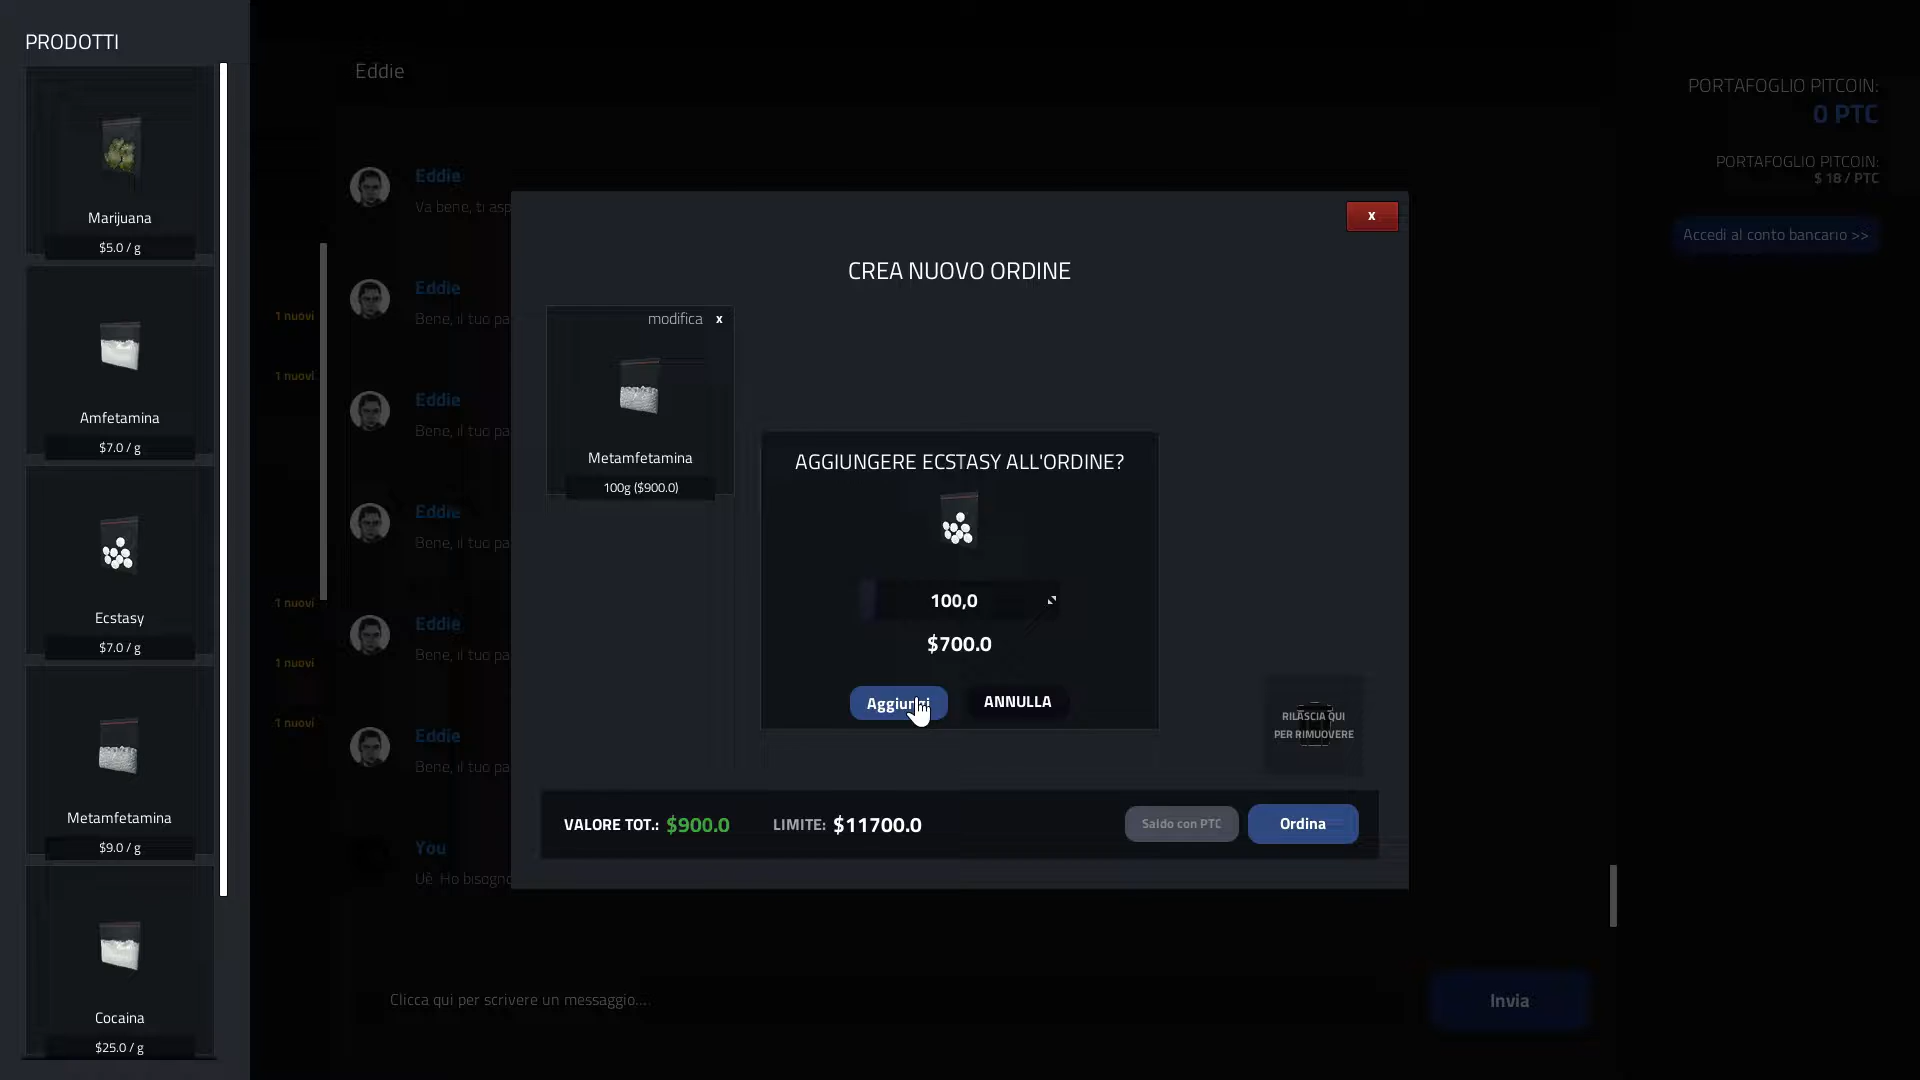 PRODOTTI
Marijuana
$5.0 / g
Amfetamina
$7.0 / g
Ecstasy
$7.0 / g
Metamfetamina
$9.0 / g
Cocaina
$25.0 / g
Eddie
1 nuovi
1 nuovi
1 nuovi
1 nuovi
1 nuovi
Eddie
Va bene, ti asp
Eddie
Bene, il tuo pa
Eddie
Bene, il tuo pa
Eddie
Bene, il tuo pa
Eddie
Bene, il tuo pa
Eddie
Bene, il tuo pa
You
Uè. Ho bisogno
x
CREA NUOVO ORDINE
modifica x
Metamfetamina
100g ($900.0)
AGGIUNGERE ECSTASY ALL'ORDINE?
100,0
$700.0
Aggiungi
ANNULLA
RILASCIA QUI
PER RIMUOVERE
VALORE TOT.: $900.0 LIMITE: $11700.0
Saldo con PTC
Ordina
Clicca qui per scrivere un messaggio....
Invia
PORTAFOGLIO PITCOIN:
0 PTC
PORTAFOGLIO PITCOIN:
$ 18 / PTC
Accedi al conto bancario >>